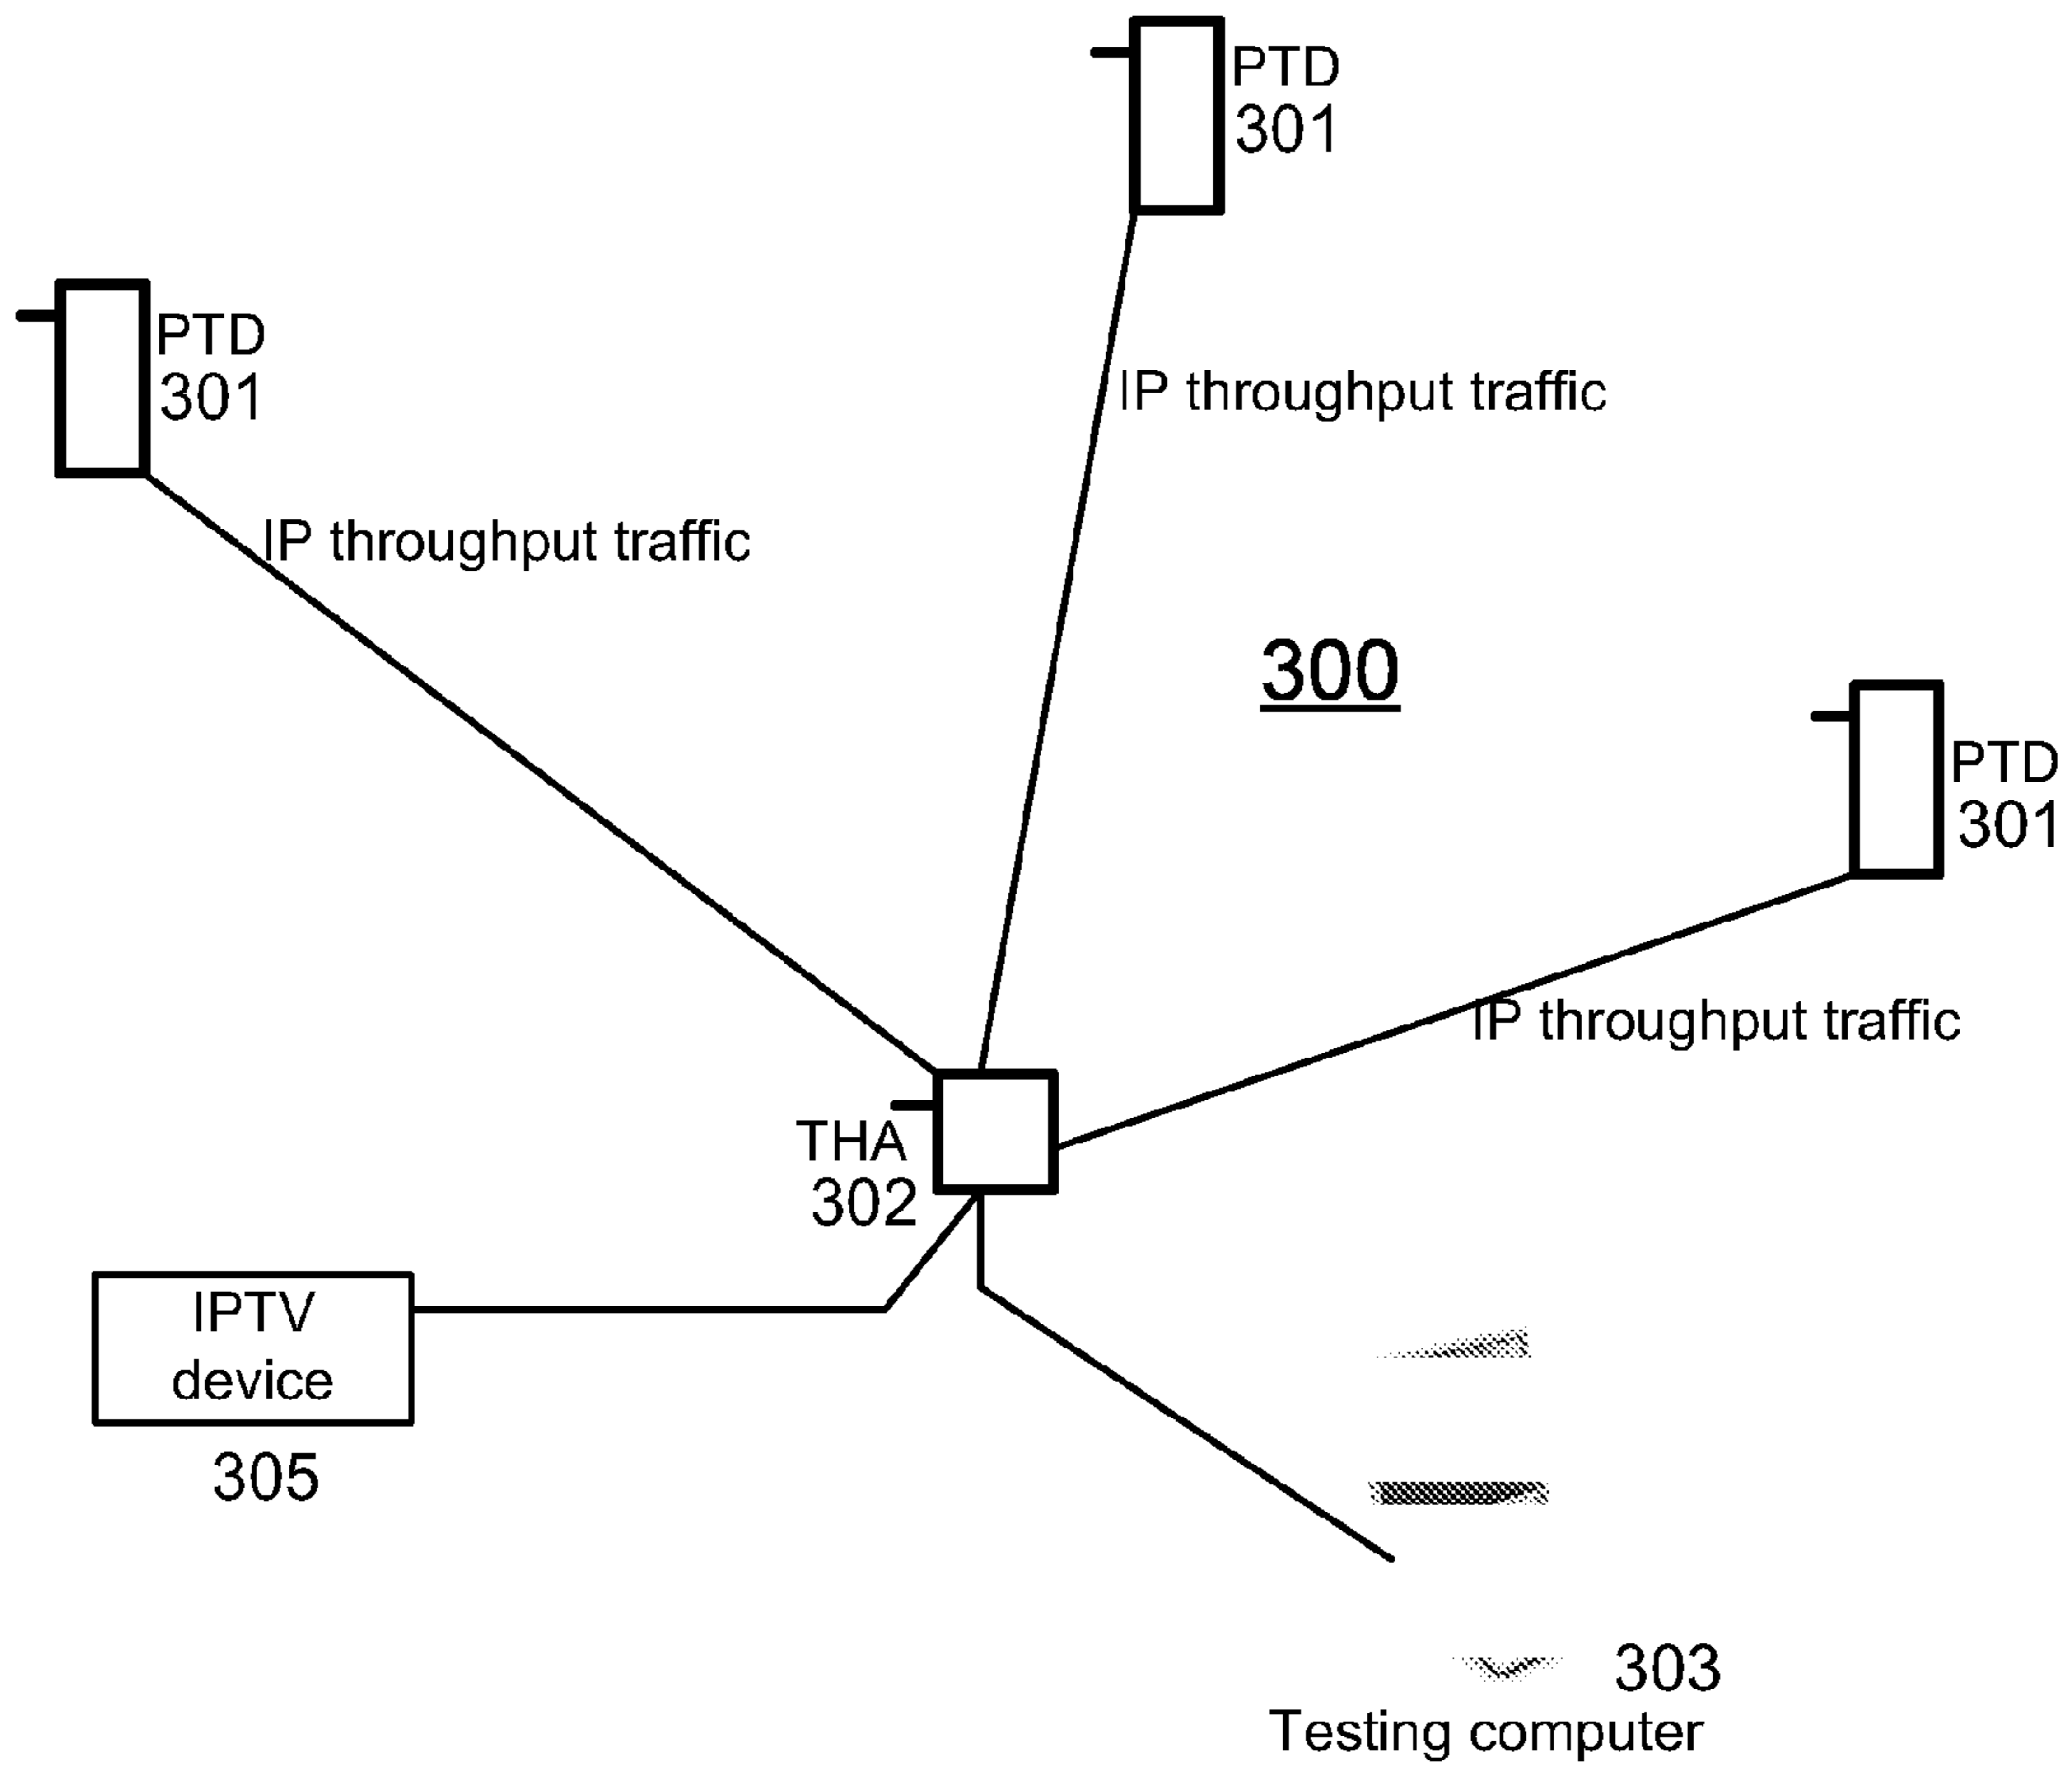 PTD
301
PTD
301
IP throughput traffic
IP throughput traffic
300
PTD
301
IP throughput traffic
THA
302
IPTV
device
305
303
Testing computer